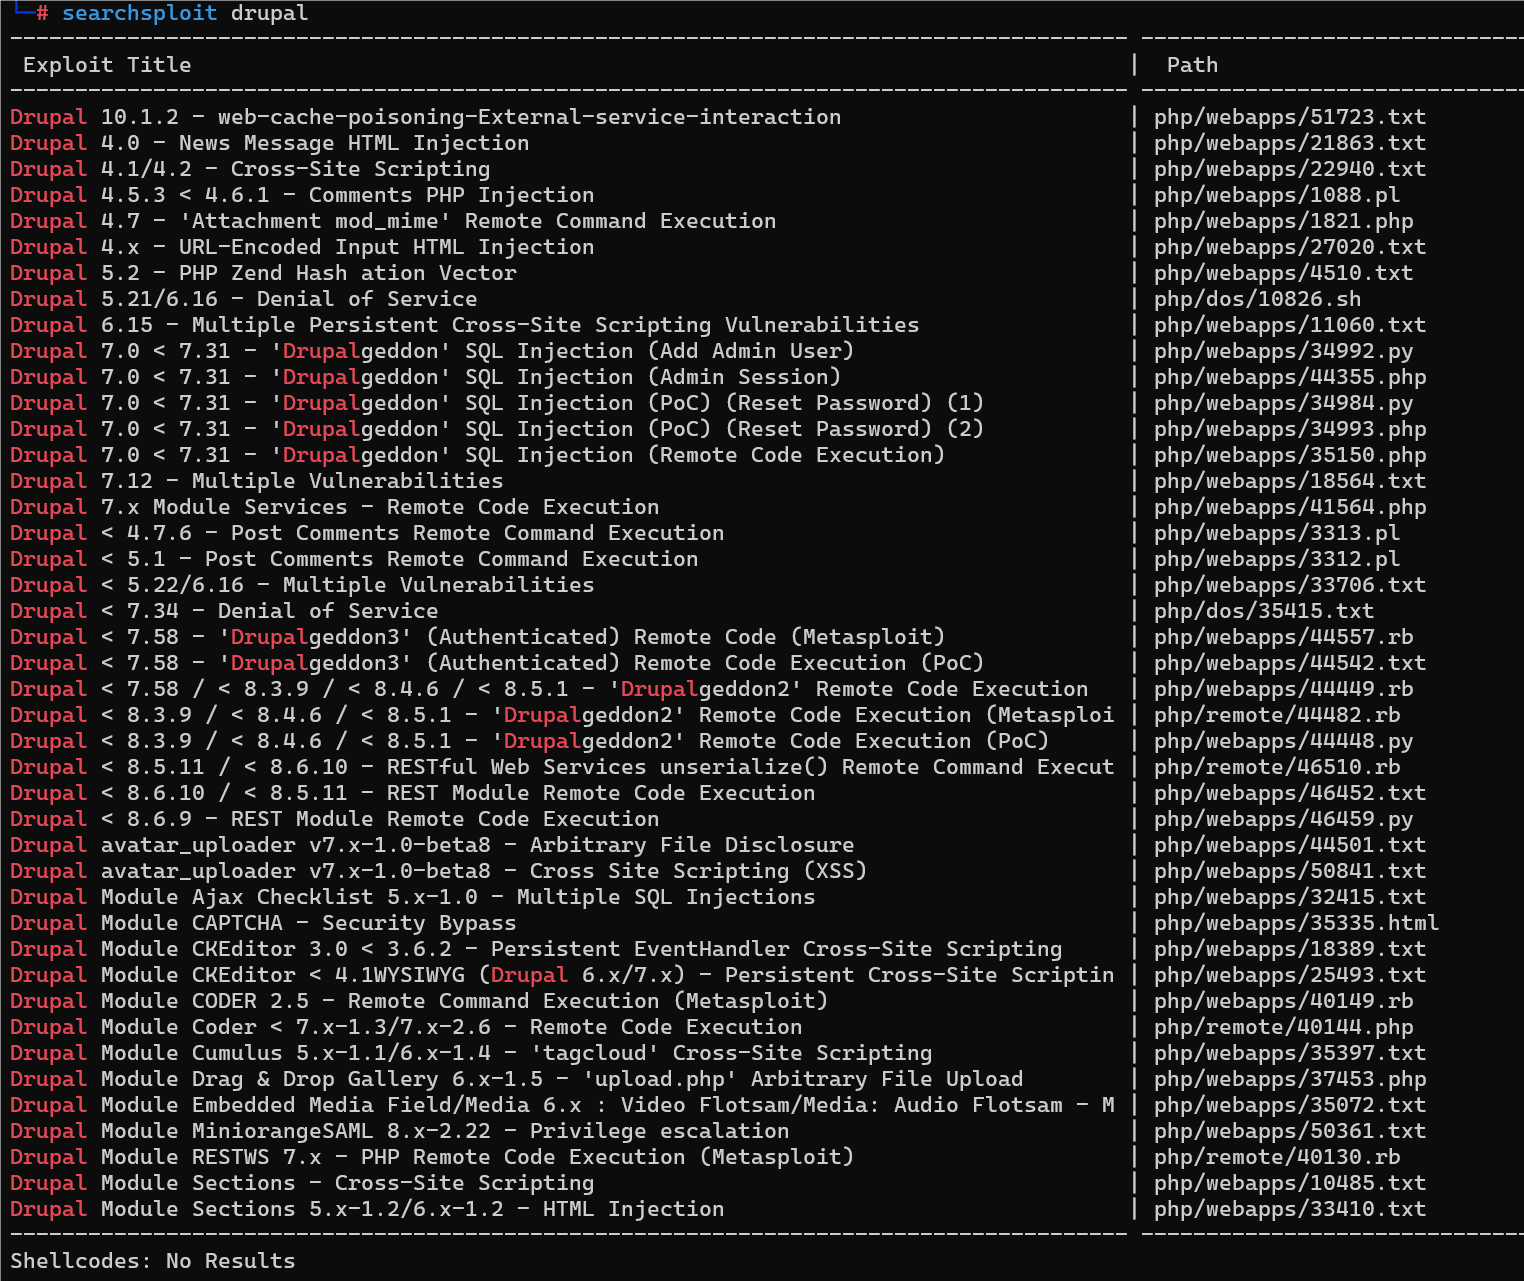 └─# searchsploit drupal
---------------------------------------------------------------------------------------- ------------------------------
Exploit Title | Path
---------------------------------------------------------------------------------------- ------------------------------
Drupal 10.1.2 - web-cache-poisoning-External-service-interaction | php/webapps/51723.txt
Drupal 4.0 - News Message HTML Injection | php/webapps/21863.txt
Drupal 4.1/4.2 - Cross-Site Scripting | php/webapps/22940.txt
Drupal 4.5.3 < 4.6.1 - Comments PHP Injection | php/webapps/1088.pl
Drupal 4.7 - 'Attachment mod_mime' Remote Command Execution | php/webapps/1821.php
Drupal 4.x - URL-Encoded Input HTML Injection | php/webapps/27020.txt
Drupal 5.2 - PHP Zend Hash ation Vector | php/webapps/4510.txt
Drupal 5.21/6.16 - Denial of Service | php/dos/10826.sh
Drupal 6.15 - Multiple Persistent Cross-Site Scripting Vulnerabilities | php/webapps/11060.txt
Drupal 7.0 < 7.31 - 'Drupalgeddon' SQL Injection (Add Admin User) | php/webapps/34992.py
Drupal 7.0 < 7.31 - 'Drupalgeddon' SQL Injection (Admin Session) | php/webapps/44355.php
Drupal 7.0 < 7.31 - 'Drupalgeddon' SQL Injection (PoC) (Reset Password) (1) | php/webapps/34984.py
Drupal 7.0 < 7.31 - 'Drupalgeddon' SQL Injection (PoC) (Reset Password) (2) | php/webapps/34993.php
Drupal 7.0 < 7.31 - 'Drupalgeddon' SQL Injection (Remote Code Execution) | php/webapps/35150.php
Drupal 7.12 - Multiple Vulnerabilities | php/webapps/18564.txt
Drupal 7.x Module Services - Remote Code Execution | php/webapps/41564.php
Drupal < 4.7.6 - Post Comments Remote Command Execution | php/webapps/3313.pl
Drupal < 5.1 - Post Comments Remote Command Execution | php/webapps/3312.pl
Drupal < 5.22/6.16 - Multiple Vulnerabilities | php/webapps/33706.txt
Drupal < 7.34 - Denial of Service | php/dos/35415.txt
Drupal < 7.58 - 'Drupalgeddon3' (Authenticated) Remote Code (Metasploit) | php/webapps/44557.rb
Drupal < 7.58 - 'Drupalgeddon3' (Authenticated) Remote Code Execution (PoC) | php/webapps/44542.txt
Drupal < 7.58 / < 8.3.9 / < 8.4.6 / < 8.5.1 - 'Drupalgeddon2' Remote Code Execution | php/webapps/44449.rb
Drupal < 8.3.9 / < 8.4.6 / < 8.5.1 - 'Drupalgeddon2' Remote Code Execution (Metasploi | php/remote/44482.rb
Drupal < 8.3.9 / < 8.4.6 / < 8.5.1 - 'Drupalgeddon2' Remote Code Execution (PoC) | php/webapps/44448.py
Drupal < 8.5.11 / < 8.6.10 - RESTful Web Services unserialize() Remote Command Execut | php/remote/46510.rb
Drupal < 8.6.10 / < 8.5.11 - REST Module Remote Code Execution | php/webapps/46452.txt
Drupal < 8.6.9 - REST Module Remote Code Execution | php/webapps/46459.py
Drupal avatar_uploader v7.x-1.0-beta8 - Arbitrary File Disclosure | php/webapps/44501.txt
Drupal avatar_uploader v7.x-1.0-beta8 - Cross Site Scripting (XSS) | php/webapps/50841.txt
Drupal Module Ajax Checklist 5.x-1.0 - Multiple SQL Injections | php/webapps/32415.txt
Drupal Module CAPTCHA - Security Bypass | php/webapps/35335.html
Drupal Module CKEditor 3.0 < 3.6.2 - Persistent EventHandler Cross-Site Scripting | php/webapps/18389.txt
Drupal Module CKEditor < 4.1WYSIWYG (Drupal 6.x/7.x) - Persistent Cross-Site Scriptin | php/webapps/25493.txt
Drupal Module CODER 2.5 - Remote Command Execution (Metasploit) | php/webapps/40149.rb
Drupal Module Coder < 7.x-1.3/7.x-2.6 - Remote Code Execution | php/remote/40144.php
Drupal Module Cumulus 5.x-1.1/6.x-1.4 - 'tagcloud' Cross-Site Scripting | php/webapps/35397.txt
Drupal Module Drag & Drop Gallery 6.x-1.5 - 'upload.php' Arbitrary File Upload | php/webapps/37453.php
Drupal Module Embedded Media Field/Media 6.x : Video Flotsam/Media: Audio Flotsam - M | php/webapps/35072.txt
Drupal Module MiniorangeSAML 8.x-2.22 - Privilege escalation | php/webapps/50361.txt
Drupal Module RESTWS 7.x - PHP Remote Code Execution (Metasploit) | php/remote/40130.rb
Drupal Module Sections - Cross-Site Scripting | php/webapps/10485.txt
Drupal Module Sections 5.x-1.2/6.x-1.2 - HTML Injection | php/webapps/33410.txt
---------------------------------------------------------------------------------------- ------------------------------
Shellcodes: No Results